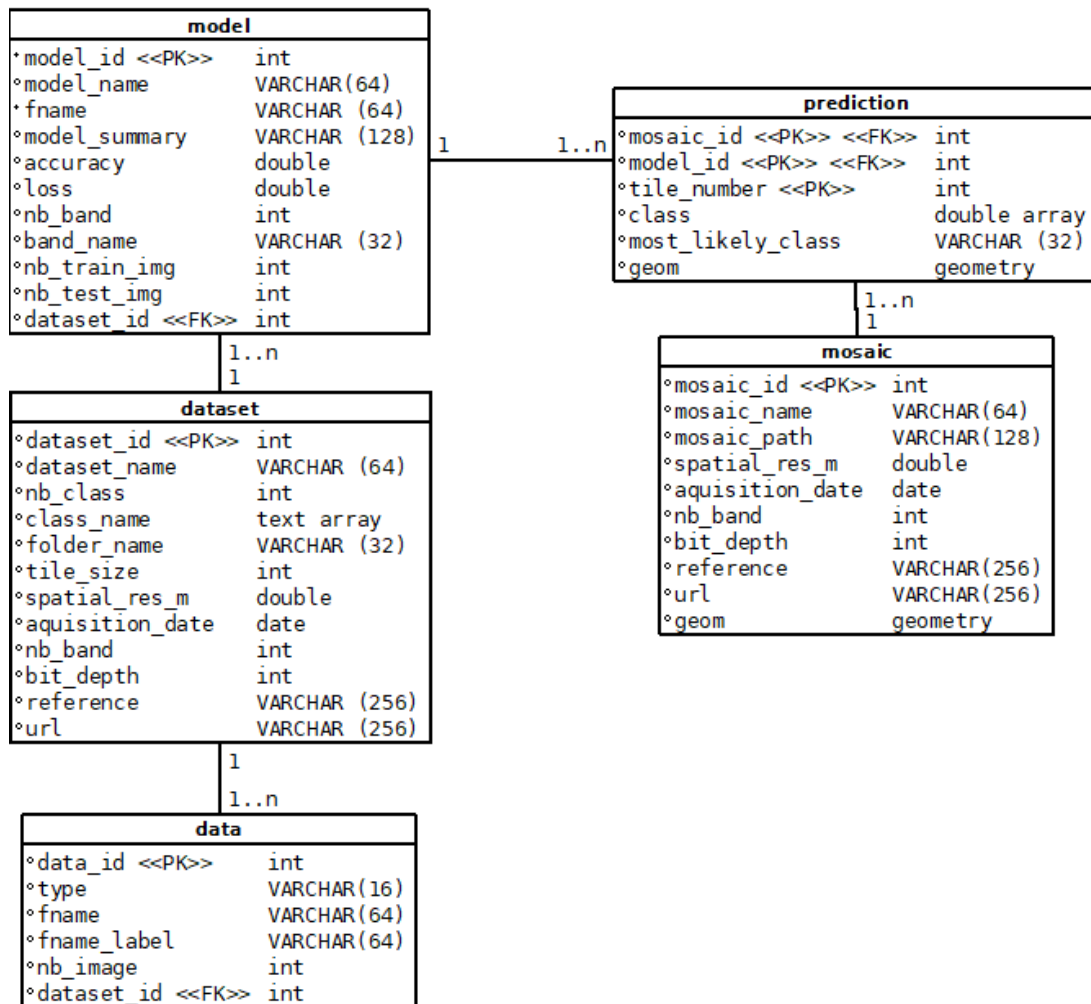 model
model_id <<PK>> int
model_name VARCHAR(64)
fname VARCHAR (64)
model_summary VARCHAR (128)
accuracy double
loss double
nb_band int
band_name VARCHAR (32)
nb_train_img int
nb_test_img int
dataset_id <<FK>> int
1 1..n
prediction
mosaic_id <<PK>> <<FK>> int
model_id <<PK>> <<FK>> int
tile_number <<PK>> int
class double array
most_likely_class VARCHAR (32)
geom geometry
1..n
1
mosaic
mosaic_id <<PK>> int
mosaic_name VARCHAR(64)
mosaic_path VARCHAR(128)
spatial_res_m double
aquisition_date date
nb_band int
bit_depth int
reference VARCHAR(256)
url VARCHAR(256)
geom geometry
1..n
1
dataset
dataset_id <<PK>> int
dataset_name VARCHAR (64)
nb_class int
class_name text array
folder_name VARCHAR (32)
tile_size int
spatial_res_m double
aquisition_date date
nb_band int
bit_depth int
reference VARCHAR (256)
url VARCHAR (256)
1
1..n
data
data_id <<PK>> int
type VARCHAR(16)
fname VARCHAR(64)
fname_label VARCHAR(64)
nb_image int
dataset_id <<FK>> int